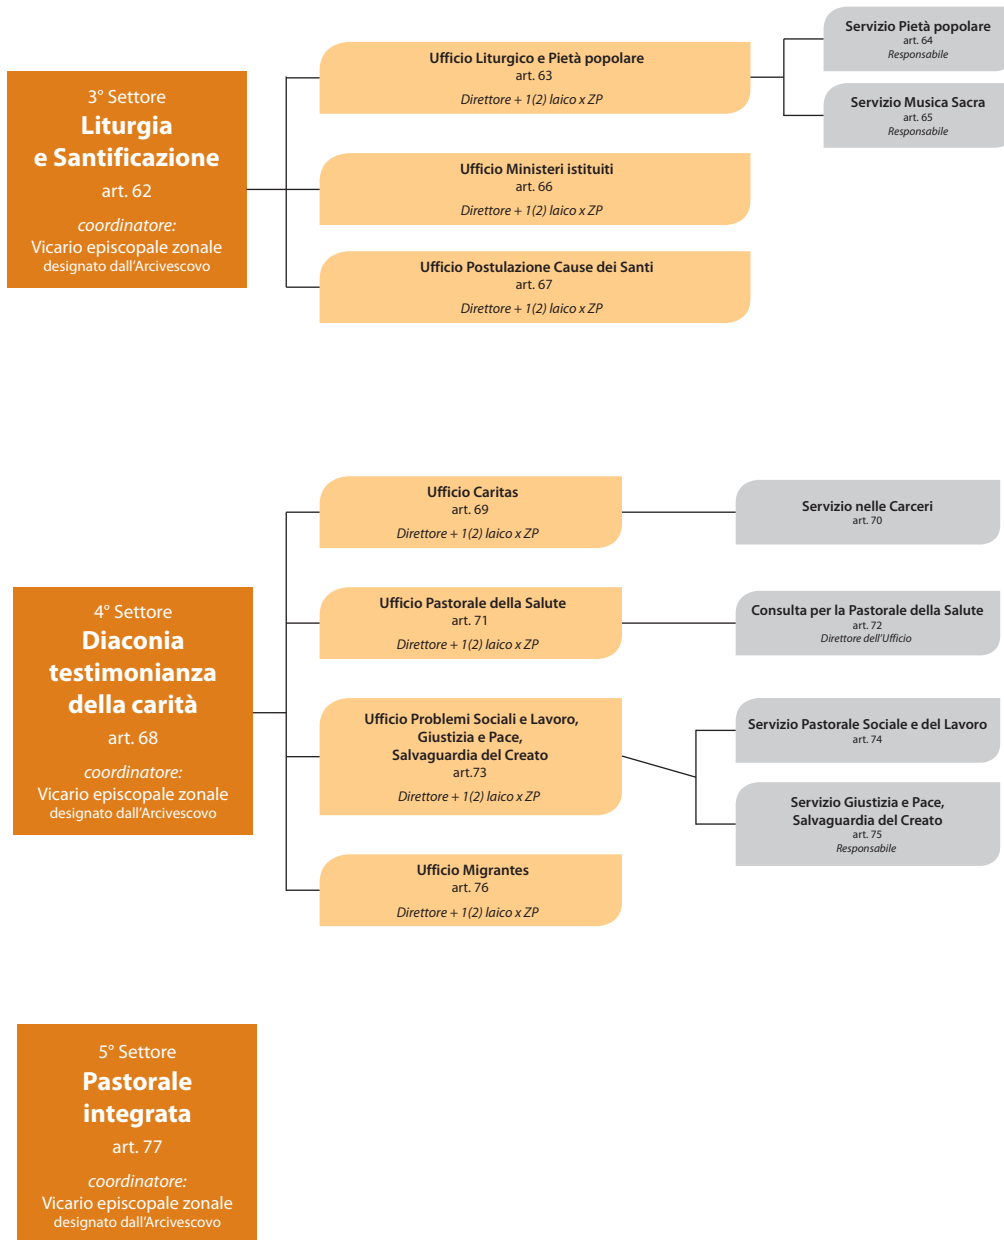 3° Settore
Liturgia
e Santificazione
art. 62
coordinatore:
Vicario episcopale zonale
designato dall'Arcivescovo
Ufficio Liturgico e Pietà popolare
art. 63
Direttore + 1(2) laico x ZP
Servizio Pietà popolare
art. 64
Responsabile
Servizio Musica Sacra
art. 65
Responsabile
Ufficio Ministeri istituiti
art. 66
Direttore + 1(2) laico x ZP
Ufficio Postulazione Cause dei Santi
art. 67
Direttore + 1(2) laico x ZP
4° Settore
Diaconia
testimonianza
della carità
art. 68
coordinatore:
Vicario episcopale zonale
designato dall'Arcivescovo
Ufficio Caritas
art. 69
Direttore + 1(2) laico x ZP
Servizio nelle Carceri
art. 70
Ufficio Pastorale della Salute
art. 71
Direttore + 1(2) laico x ZP
Consulta per la Pastorale della Salute
art. 72
Direttore dell'Ufficio
Ufficio Problemi Sociali e Lavoro,
Giustizia e Pace,
Salvaguardia del Creato
art.73
Direttore + 1(2) laico x ZP
Servizio Pastorale Sociale e del Lavoro
art. 74
Servizio Giustizia e Pace,
Salvaguardia del Creato
art. 75
Responsabile
Ufficio Migrantes
art. 76
Direttore + 1(2) laico x ZP
5° Settore
Pastorale
integrata
art. 77
coordinatore:
Vicario episcopale zonale
designato dall'Arcivescovo